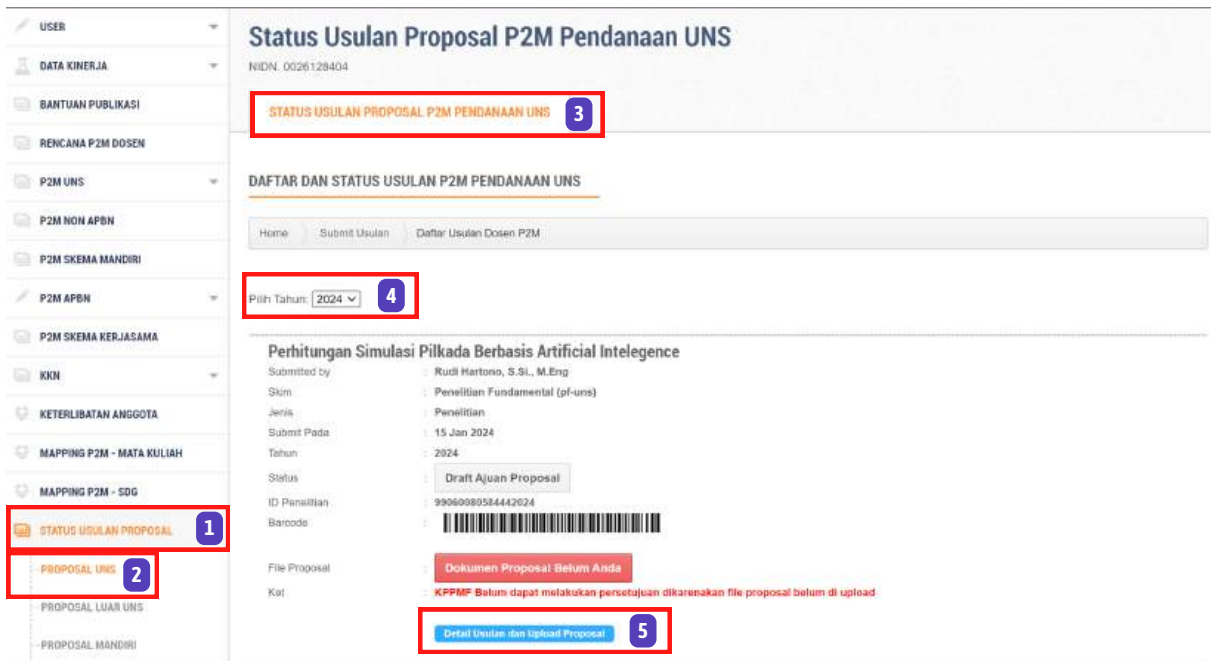 USER
DATA KINERJA
BANTUAN PUBLIKASI
RENCANA P2M DOSEN
P2M UNS
P2M NON APBN
P2M SKEMA MANDIRI
P2M APBN
P2M SKEMA KERJASAMA
KKN
KETERLIBATAN ANGGOTA
MAPPING P2M - MATA KULIAH
MAPPING P2M - SDG
STATUS USULAN PROPOSAL 1
PROPOSAL UNS 2
PROPOSAL LUAR UNS
PROPOSAL MANDIRI
Status Usulan Proposal P2M Pendanaan UNS
NIDN. 0026128404
STATUS USULAN PROPOSAL P2M PENDANAAN UNS 3
DAFTAR DAN STATUS USULAN P2M PENDANAAN UNS
Home Submit Usulan Daftar Usulan Dosen P2M
Pilih Tahun: 2024 4
Perhitungan Simulasi Pilkada Berbasis Artificial Intelegence
Submitted by : Rudi Hartono, S.Si., M.Eng
Skim : Penelitian Fundamental (pf-uns)
Jenis : Penelitian
Submit Pada : 15 Jan 2024
Tahun : 2024
Status : Draft Ajuan Proposal
ID Penelitian : 99060080584442024
Barcode :
File Proposal : Dokumen Proposal Belum Anda
Ket : KPPMF Belum dapat melakukan persetujuan dikarenakan file proposal belum di upload
Detail Usulan dan Upload Proposal 5